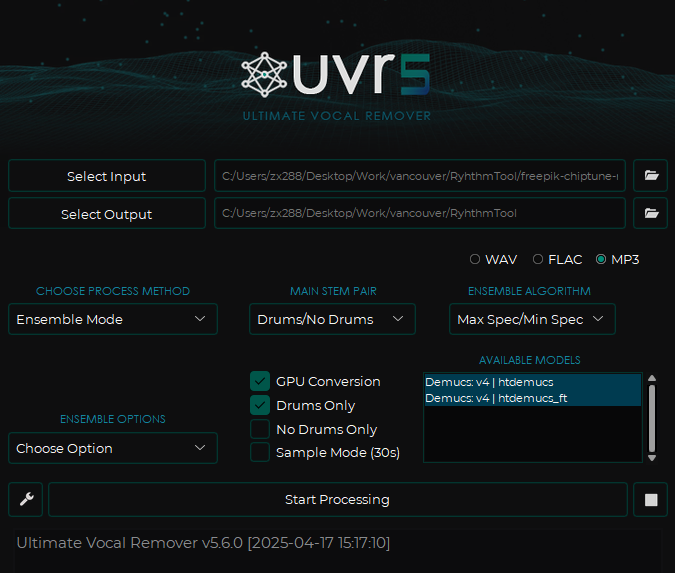 uvr5
ULTIMATE VOCAL REMOVER
Select Input
C:/Users/zx288/Desktop/Work/vancouver/RyhthmTool/freepik-chiptune-
Select Output
C:/Users/zx288/Desktop/Work/vancouver/RyhthmTool
WAV FLAC MP3
CHOOSE PROCESS METHOD MAIN STEM PAIR ENSEMBLE ALGORITHM
Ensemble Mode Drums/No Drums Max Spec/Min Spec
AVAILABLE MODELS
GPU Conversion Demucs: v4 | htdemucs
Drums Only Demucs: v4 | htdemucs_ft
ENSEMBLE OPTIONS
No Drums Only
Choose Option Sample Mode (30s)
Start Processing
Ultimate Vocal Remover v5.6.0 [2025-04-17 15:17:10]